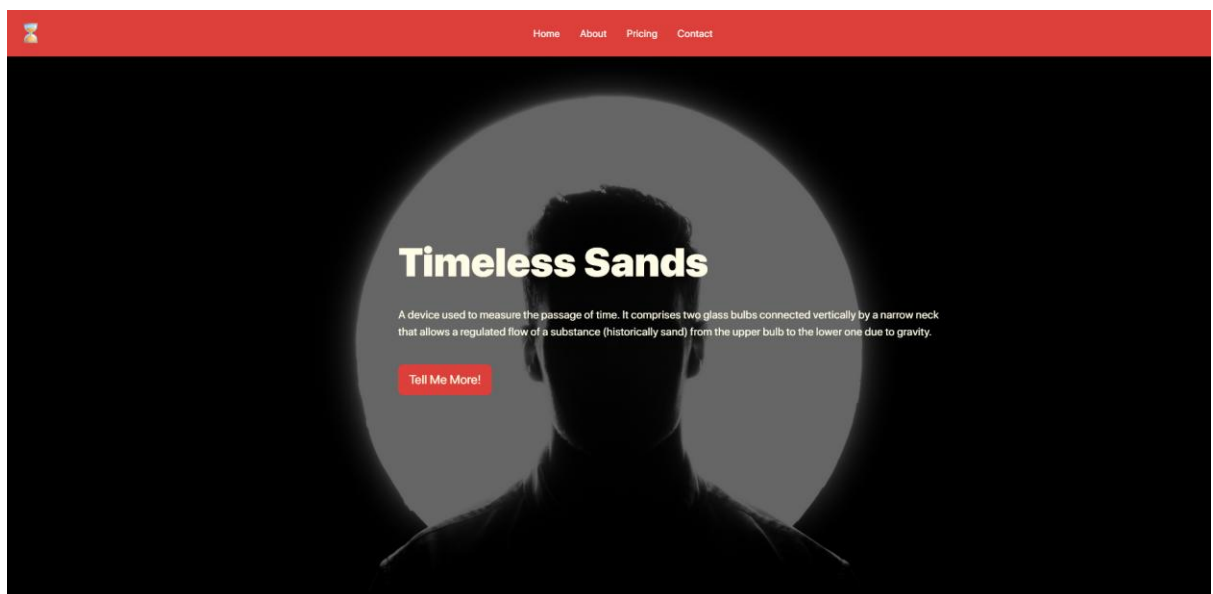 Home About Pricing Contact
Timeless Sands
A device used to measure the passage of time. It comprises two glass bulbs connected vertically by a narrow neck
that allows a regulated flow of a substance (historically sand) from the upper bulb to the lower one due to gravity.
Tell Me More!